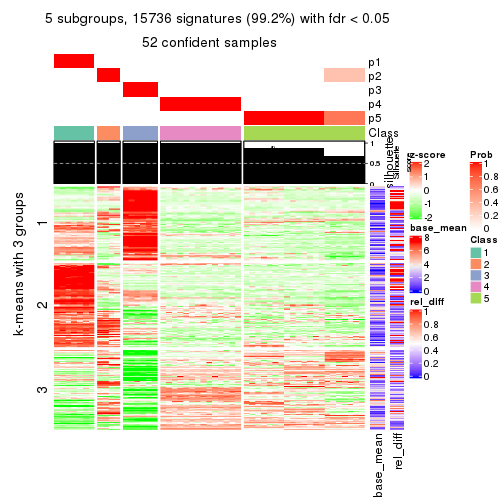 5 subgroups, 15736 signatures (99.2%) with fdr < 0.05
52 confident samples
p1
p2
p3
p4
p5
Class
1
0.5
0
silhouette
Silhouette
score
k-means with 3 groups
1
2
3
base_mean
rel_diff
z-score
2
1
0
-1
-2
base_mean
8
6
4
2
0
rel_diff
1
0.8
0.6
0.4
0.2
0
Prob
1
0.8
0.6
0.4
0.2
0
Class
1
2
3
4
5